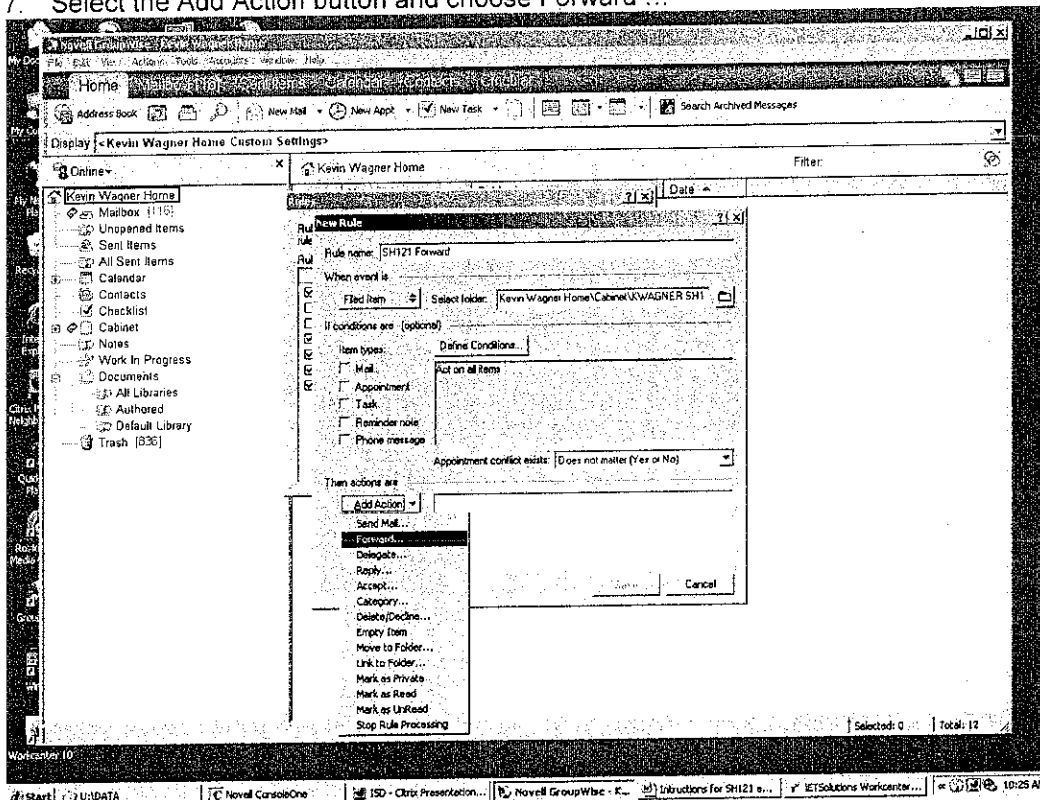 7. Select the Add Action button and choose Forward ...
Novell GroupWise - Kevin Wagner Home
File Edit View Actions Tools Accounts Window Help
Home
Address Book New Mail New Appt New Task Search Archived Messages
Display <Kevin Wagner Home Custom Settings>
Online
Kevin Wagner Home
Filter:
Kevin Wagner Home
Mailbox [116]
Unopened Items
Sent Items
All Sent Items
Calendar
Contacts
Checklist
Cabinet
Notes
Work In Progress
Documents
All Libraries
Authored
Default Library
Trash [836]
Date
New Rule
Rule name: SH121 Forward
When event is
Filed Item Select folder: Kevin Wagner Home\Cabinet\KWAGNER SH1
If conditions are (optional)
Item types: Define Conditions...
Mail
Appointment
Task
Reminder note
Phone message
Act on all items
Appointment conflict exists: Does not matter (Yes or No)
Then actions are
Add Action
Send Mail...
Forward...
Delegate...
Reply...
Accept...
Category...
Delete/Decline...
Empty Item
Move to Folder...
Link to Folder...
Mark as Private
Mark as Read
Mark as UnRead
Stop Rule Processing
Save Cancel
Selected: 0 Total: 12
Workcenter 10
Start U:\DATA Novell ConsoleOne ISD - Citrix Presentation... Novell GroupWise - K... Intructions for SH121 e... IETSolutions Workcenter... 10:25 AM